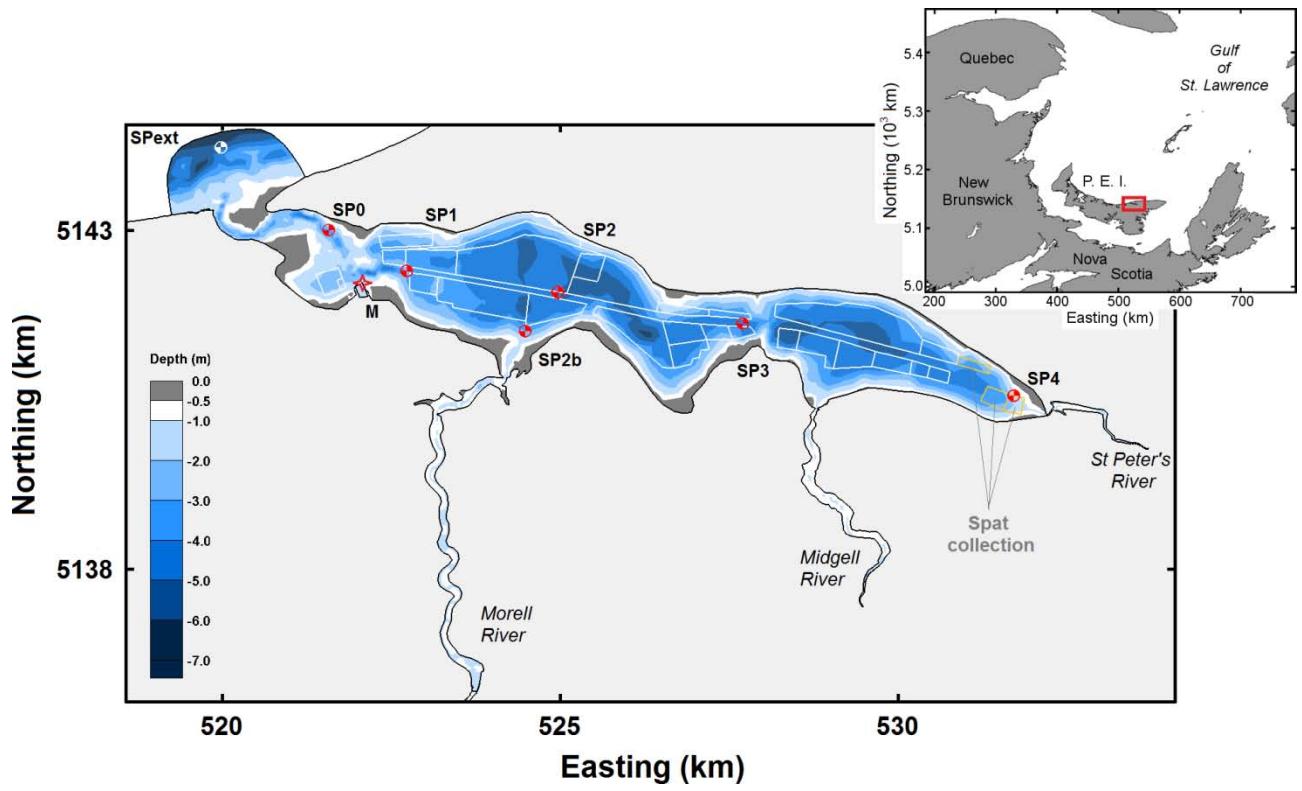 5.4
5.3
5.2
5.1
5.0
Northing (10³ km)
Quebec
Gulf
of
St. Lawrence
New
Brunswick
P. E. I.
Nova
Scotia
200
300
400
500
600
700
Easting (km)
SPext
SP0
SP1
SP2
M
SP2b
SP3
SP4
5143
5138
Northing (km)
Depth (m)
0.0
-0.5
-1.0
-2.0
-3.0
-4.0
-5.0
-6.0
-7.0
St Peter's
River
Spat
collection
Midgell
River
Morell
River
520
525
530
Easting (km)